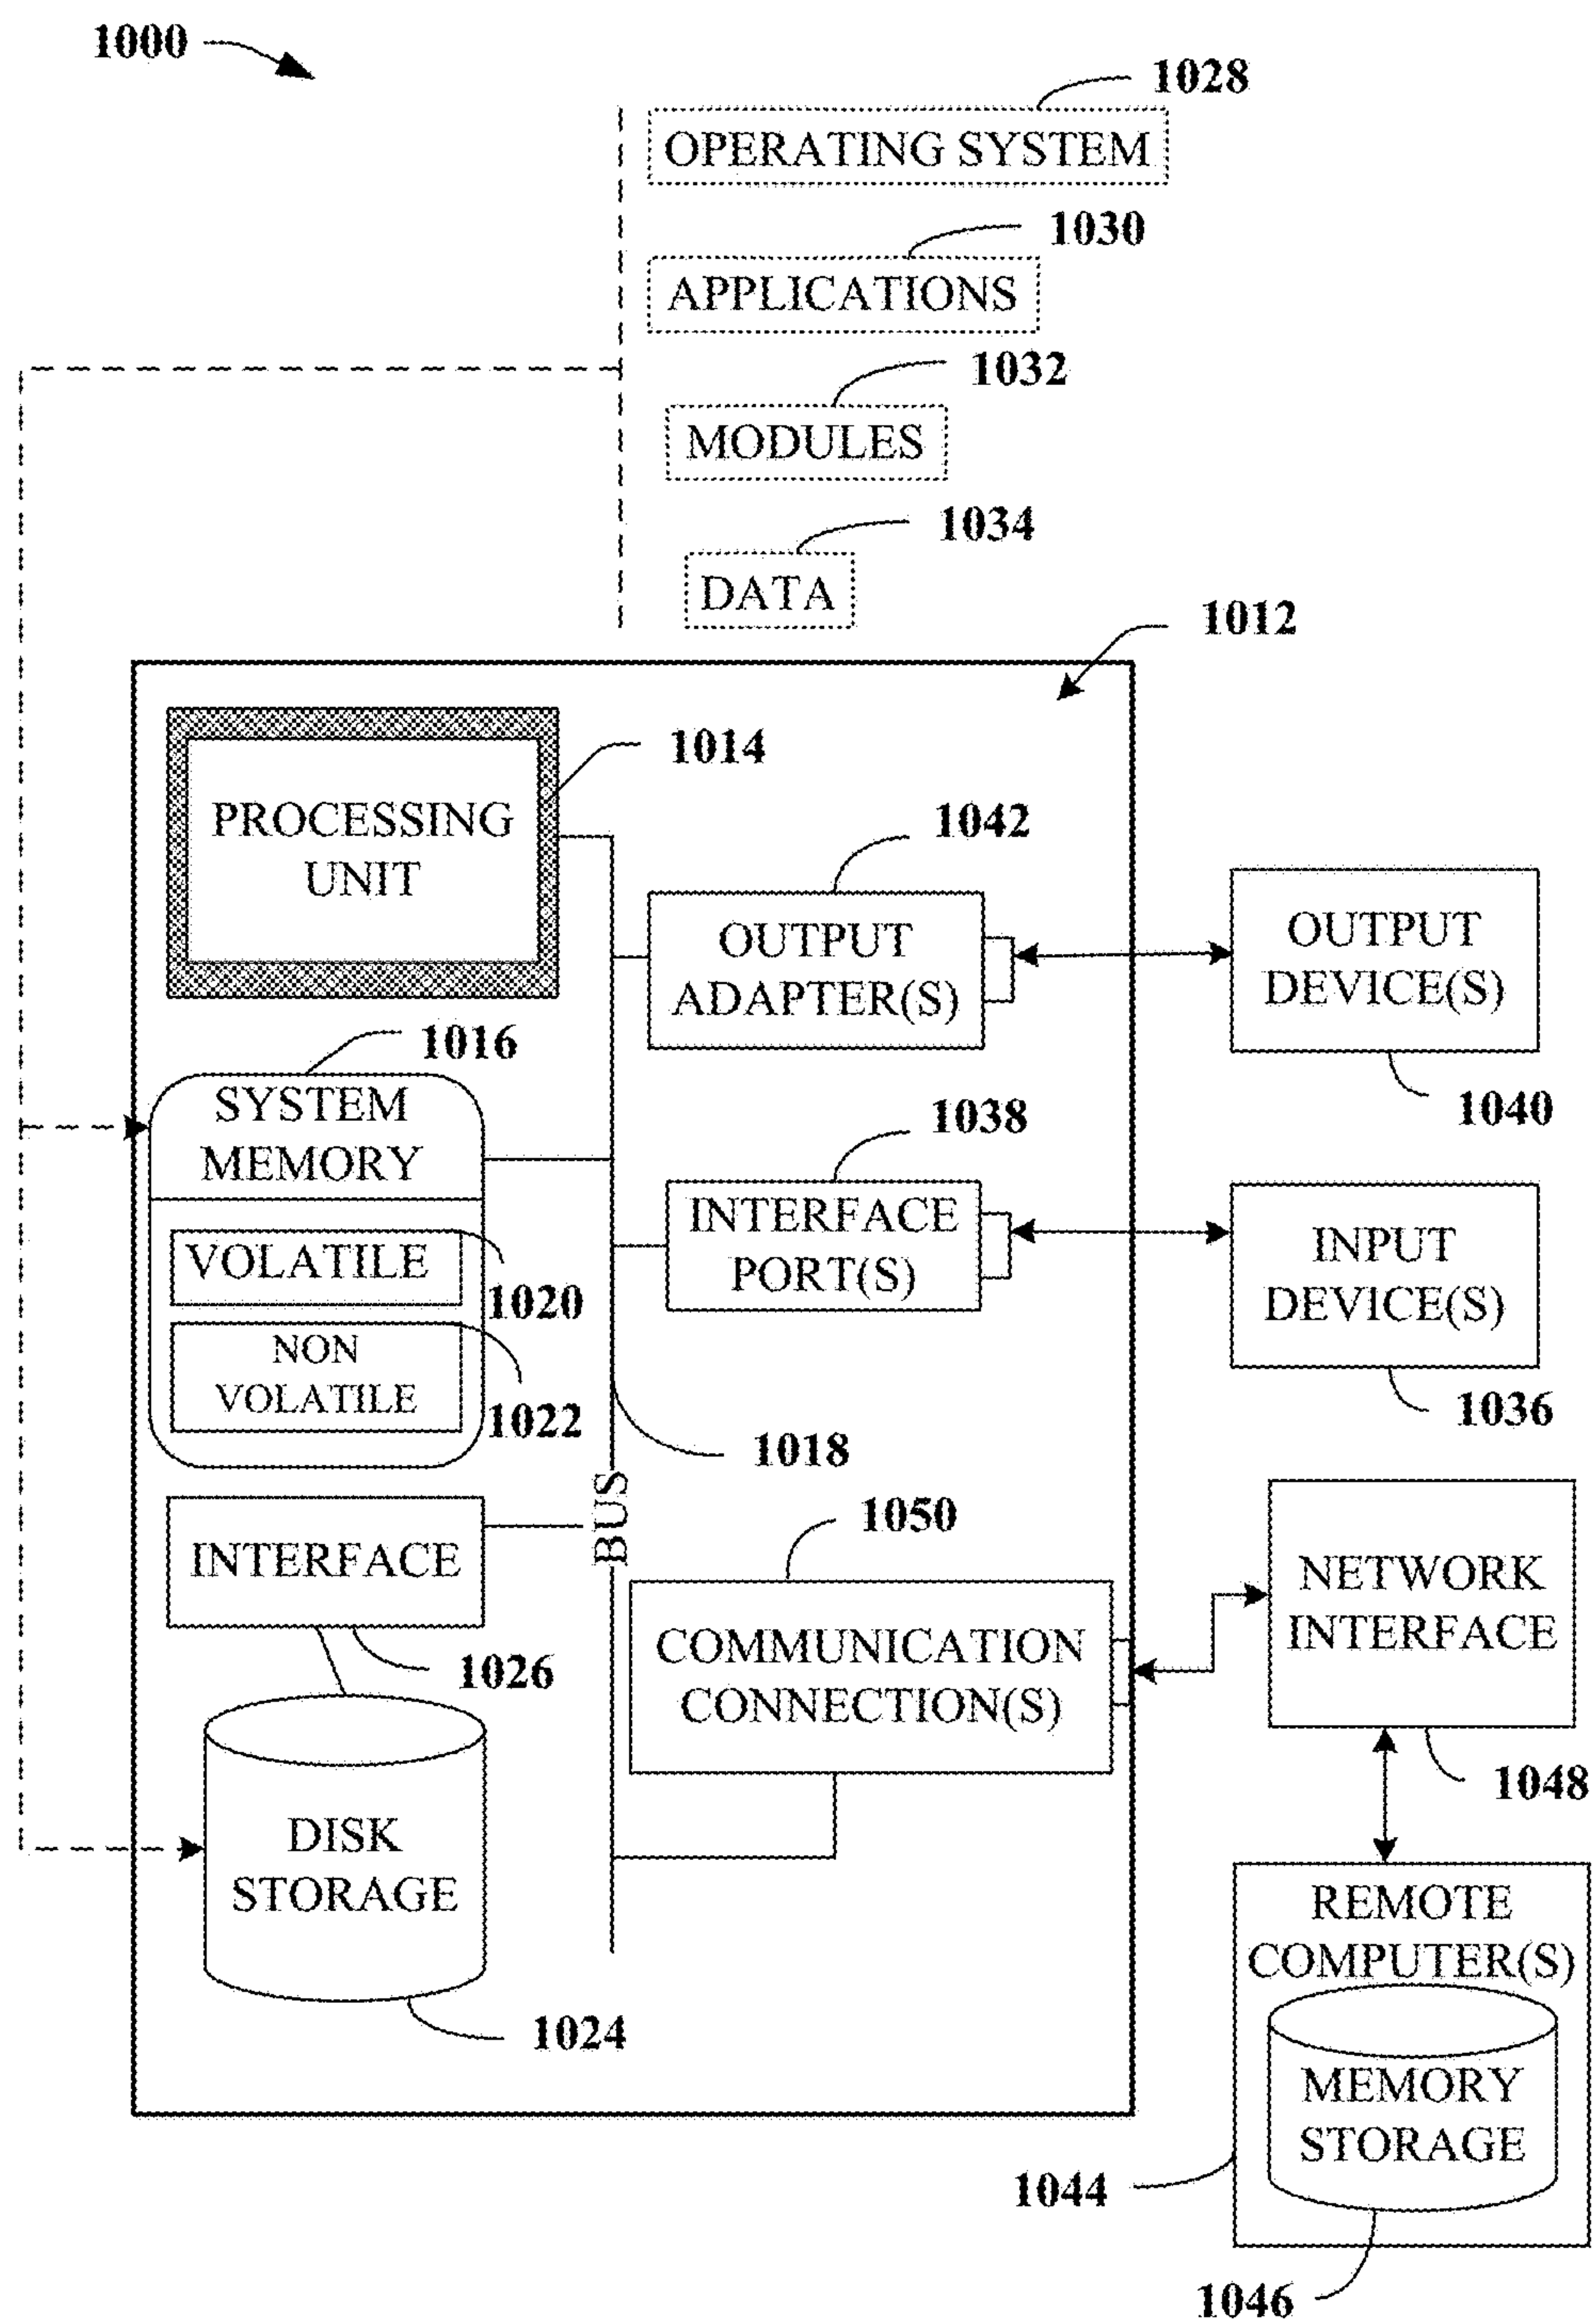 1000
1028
OPERATING SYSTEM
1030
APPLICATIONS
1032
MODULES
1034
DATA
1012
1014
PROCESSING
UNIT
1042
OUTPUT
ADAPTER(S)
OUTPUT
DEVICE(S)
1040
1016
SYSTEM
MEMORY
VOLATILE
1020
NON
VOLATILE
1022
1038
INTERFACE
PORT(S)
INPUT
DEVICE(S)
1036
1018
BUS
INTERFACE
1026
1050
COMMUNICATION
CONNECTION(S)
NETWORK
INTERFACE
1048
DISK
STORAGE
1024
REMOTE
COMPUTER(S)
MEMORY
STORAGE
1044
1046